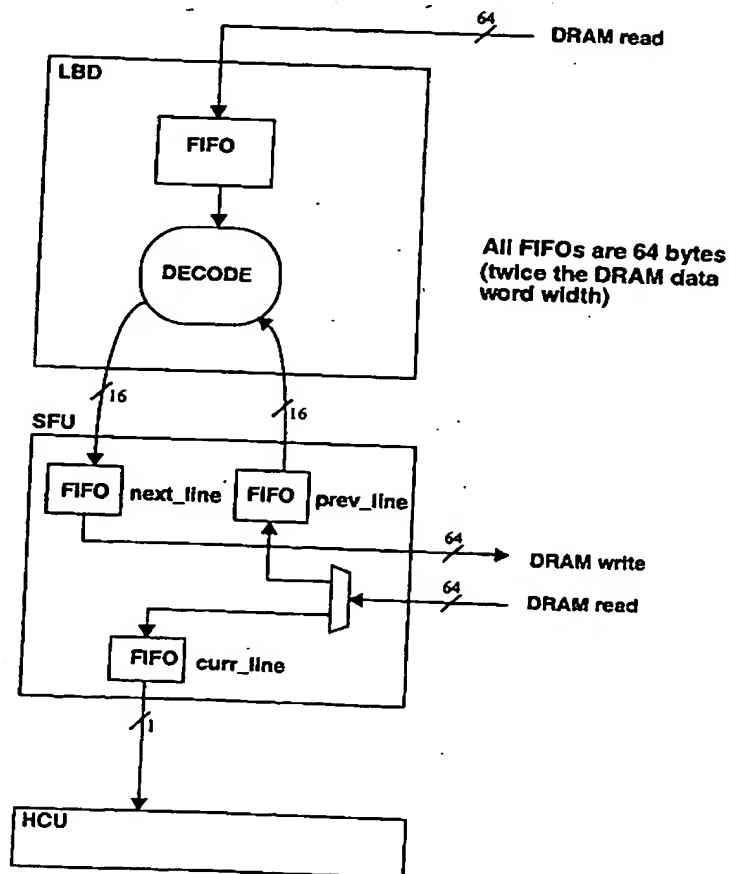 64
DRAM read
LBD
FIFO
DECODE
All FIFOs are 64 bytes
(twice the DRAM data
word width)
16
16
SFU
FIFO
next_line
FIFO
prev_line
64
DRAM write
64
DRAM read
FIFO
curr_line
1
HCU